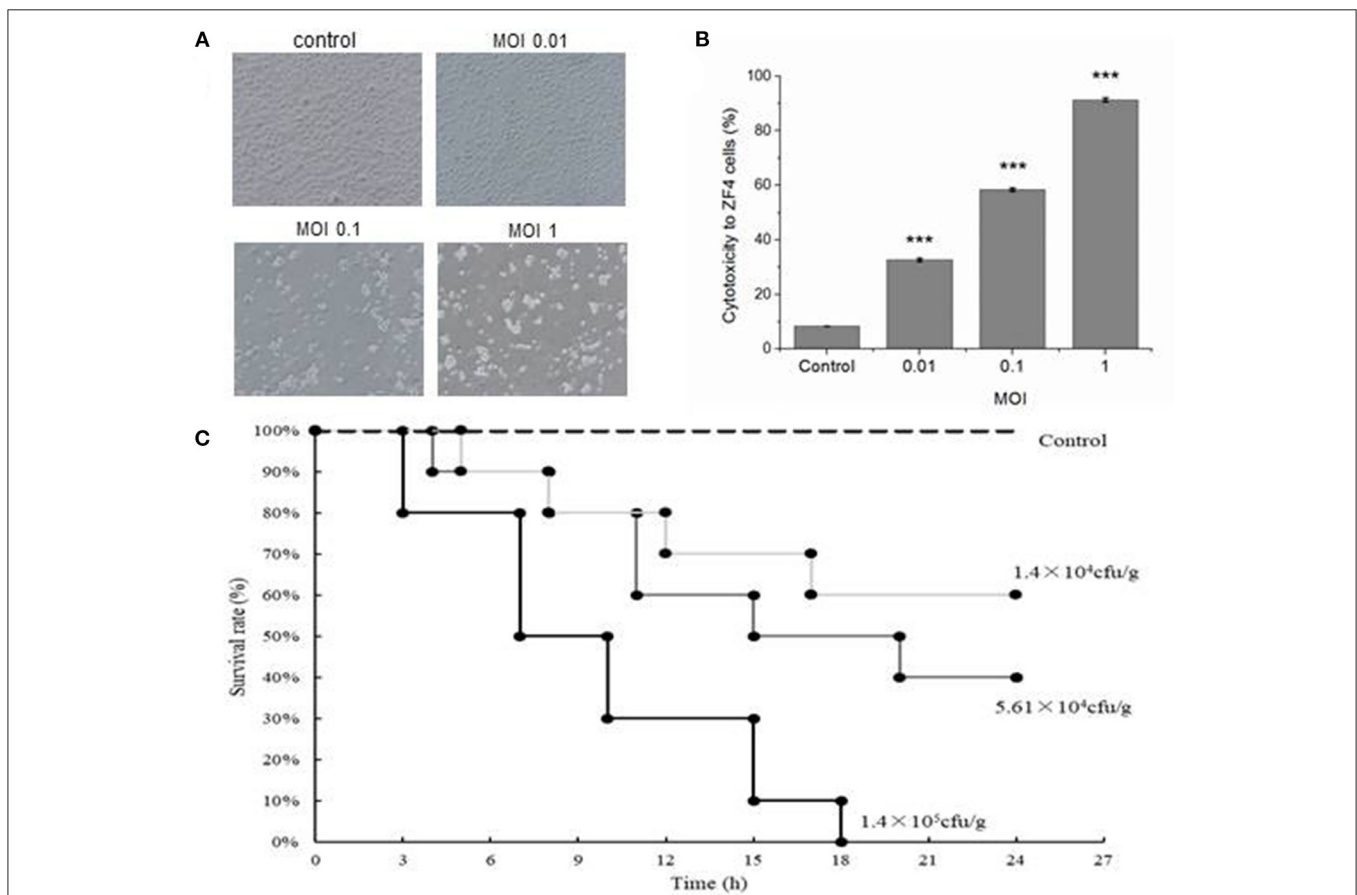 A
control
MOI 0.01
MOI 0.1
MOI 1
B
Cytotoxicity to ZF4 cells (%)
100
80
60
40
20
0
***
***
***
Control
0.01
0.1
1
MOI
C
Survival rate (%)
100%
90%
80%
70%
60%
50%
40%
30%
20%
10%
0%
Control
1.4×10⁴cfu/g
5.61×10⁴cfu/g
1.4×10⁵cfu/g
0
3
6
9
12
15
18
21
24
27
Time (h)